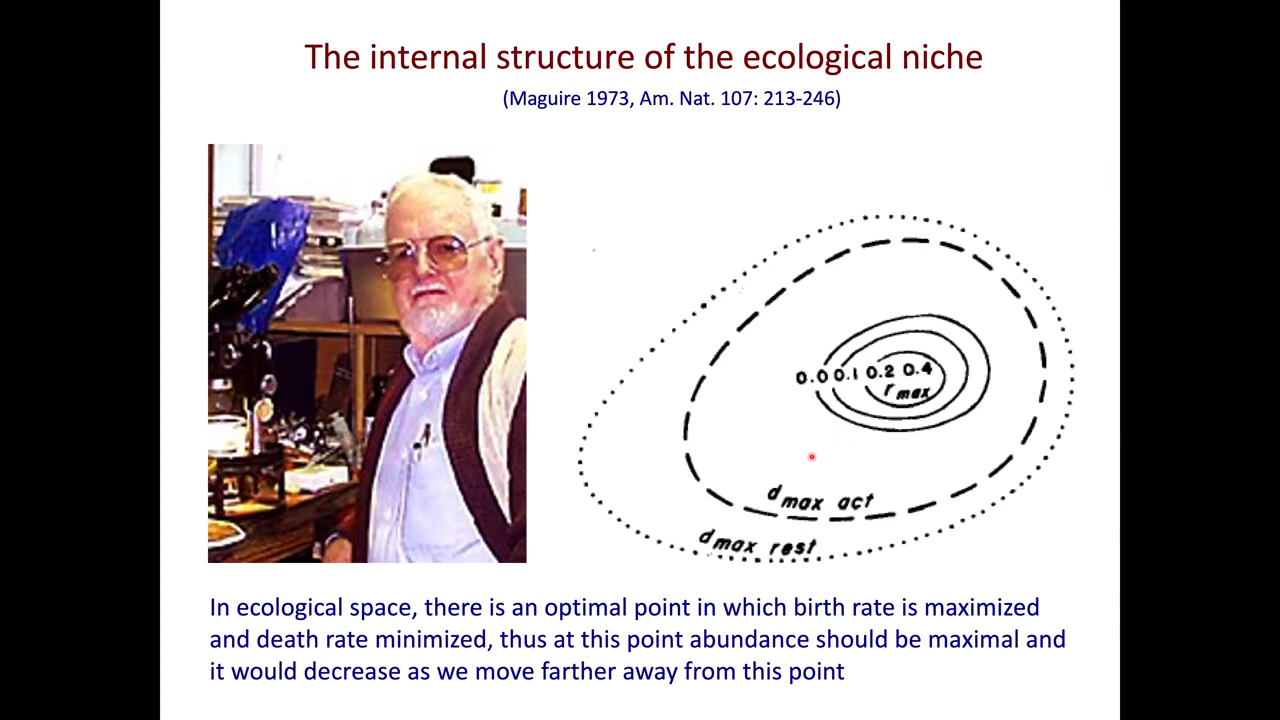 The internal structure of the ecological niche
(Maguire 1973, Am. Nat. 107: 213-246)
0.0 0.1 0.2 0.4
r max
d max act
d max rest
In ecological space, there is an optimal point in which birth rate is maximized
and death rate minimized, thus at this point abundance should be maximal and
it would decrease as we move farther away from this point